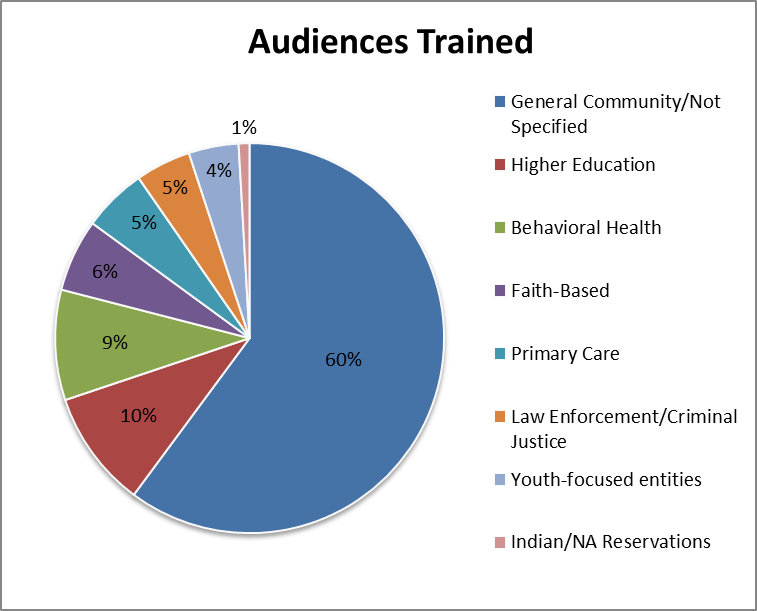 Audiences Trained
1%
4%
5%
5%
6%
9%
10%
60%
General Community/Not
Specified
Higher Education
Behavioral Health
Faith-Based
Primary Care
Law Enforcement/Criminal
Justice
Youth-focused entities
Indian/NA Reservations